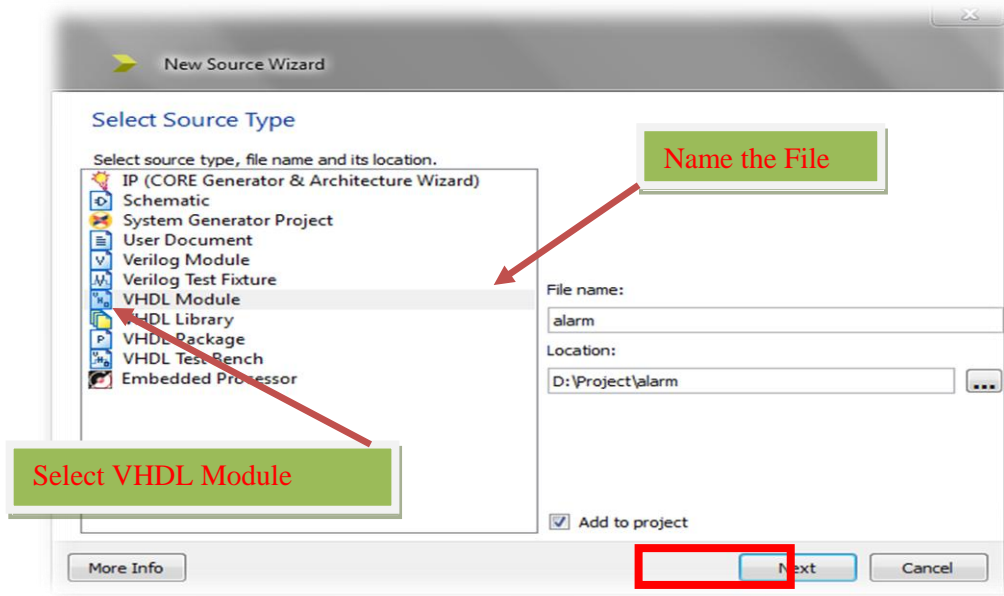 New Source Wizard
Select Source Type
Select source type, file name and its location.
IP (CORE Generator & Architecture Wizard)
Schematic
System Generator Project
User Document
Verilog Module
Verilog Test Fixture
VHDL Module
VHDL Library
VHDL Package
VHDL Test Bench
Embedded Processor
Name the File
File name:
alarm
Location:
D:\Project\alarm
...
Select VHDL Module
Add to project
More Info
Next
Cancel